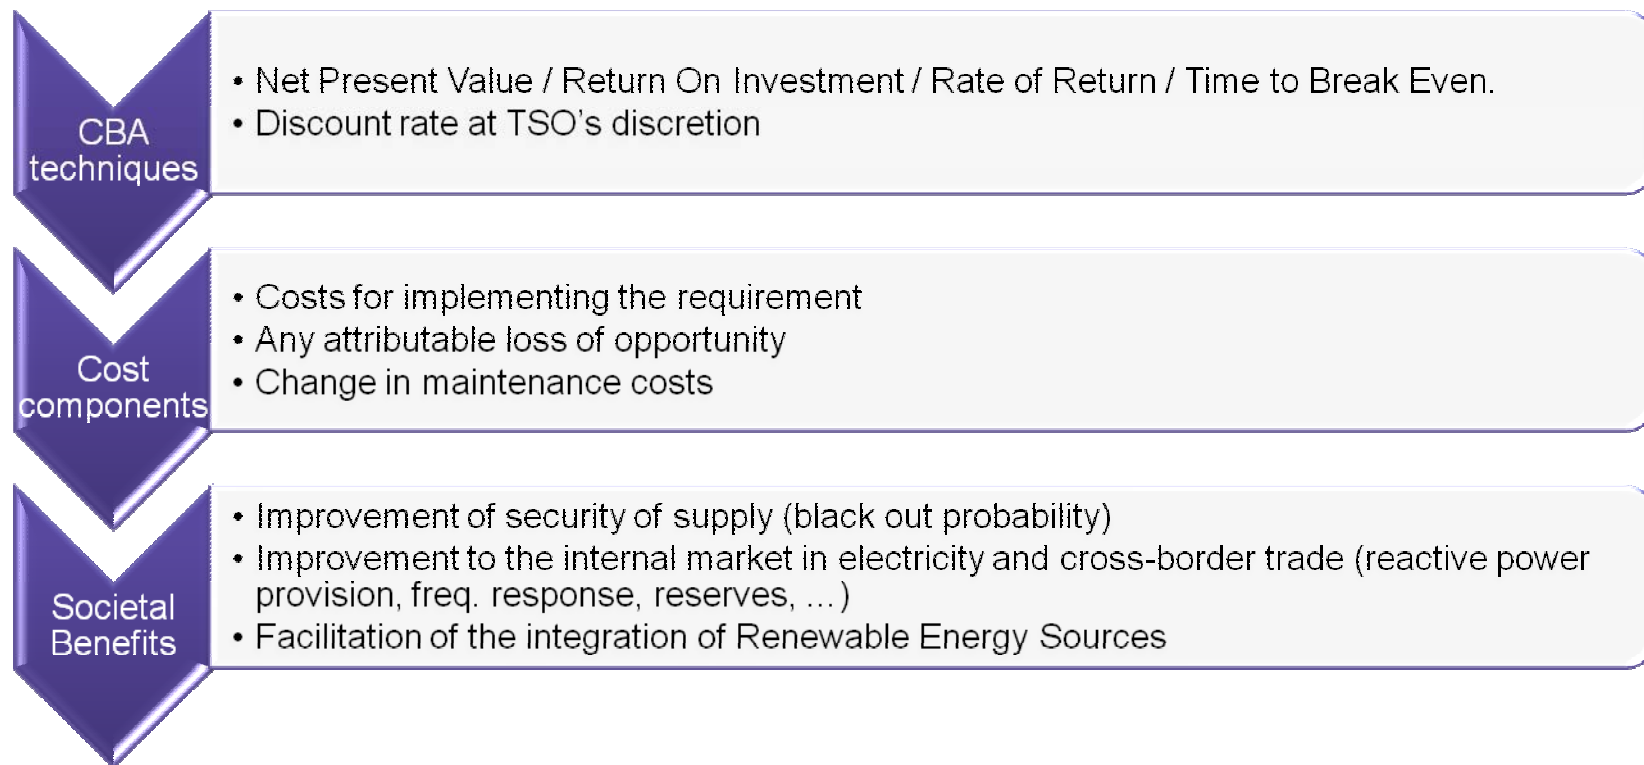 CBA
techniques
• Net Present Value / Return On Investment / Rate of Return / Time to Break Even.
• Discount rate at TSO’s discretion
Cost
components
• Costs for implementing the requirement
• Any attributable loss of opportunity
• Change in maintenance costs
Societal
Benefits
• Improvement of security of supply (black out probability)
• Improvement to the internal market in electricity and cross-border trade (reactive power
provision, freq. response, reserves, ...)
• Facilitation of the integration of Renewable Energy Sources